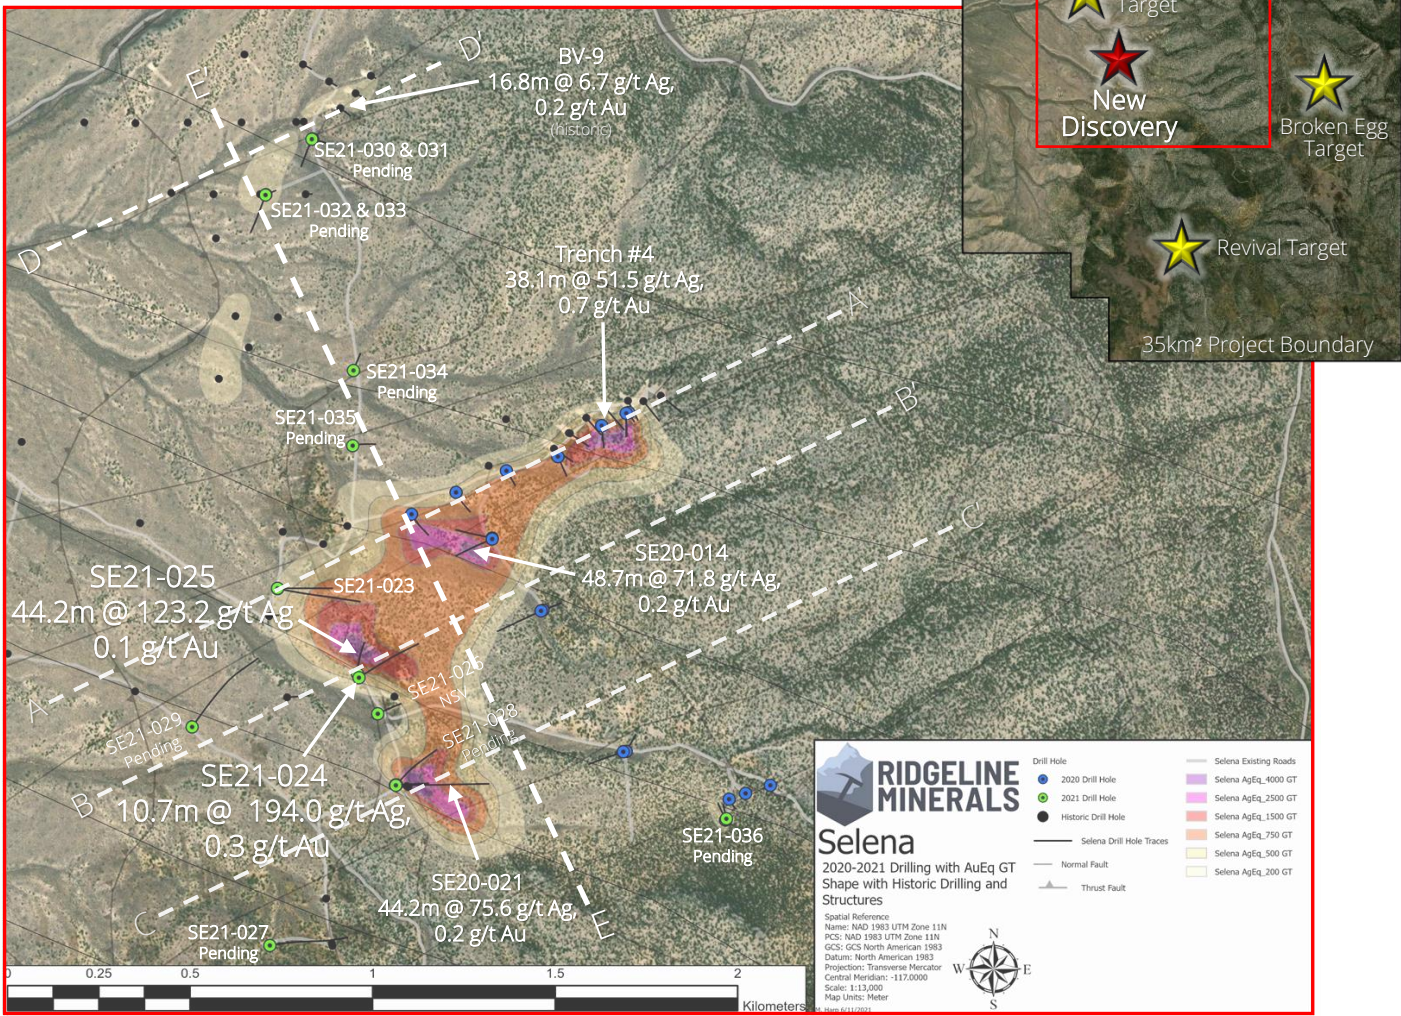 Target
New
Discovery
Broken Egg
Target
Revival Target
35km² Project Boundary
D'
E'
BV-9
16.8m @ 6.7 g/t Ag,
0.2 g/t Au
(historic)
SE21-030 & 031
Pending
SE21-032 & 033
Pending
D
Trench #4
38.1m @ 51.5 g/t Ag,
0.7 g/t Au
A'
SE21-034
Pending
B'
SE21-035
Pending
C'
SE20-014
48.7m @ 71.8 g/t Ag,
0.2 g/t Au
SE21-025
44.2m @ 123.2 g/t Ag
0.1 g/t Au
SE21-023
SE21-026
NSV
A
SE21-029
Pending
SE21-028
Pending
B
SE21-024
10.7m @ 194.0 g/t Ag,
0.3 g/t Au
SE21-036
Pending
SE20-021
44.2m @ 75.6 g/t Ag,
0.2 g/t Au
C
E
SE21-027
Pending
0 0.25 0.5 1 1.5 2
Kilometers
RIDGELINE
MINERALS
Selena
2020-2021 Drilling with AuEq GT
Shape with Historic Drilling and
Structures
Spatial Reference
Name: NAD 1983 UTM Zone 11N
PCS: NAD 1983 UTM Zone 11N
GCS: GCS North American 1983
Datum: North American 1983
Projection: Transverse Mercator
Central Meridian: -117.0000
Scale: 1:13,000
Map Units: Meter
M. Harp 6/11/2021
N
W E
S
Drill Hole
2020 Drill Hole
2021 Drill Hole
Historic Drill Hole
Selena Drill Hole Traces
Normal Fault
Thrust Fault
Selena Existing Roads
Selena AgEq_4000 GT
Selena AgEq_2500 GT
Selena AgEq_1500 GT
Selena AgEq_750 GT
Selena AgEq_500 GT
Selena AgEq_200 GT